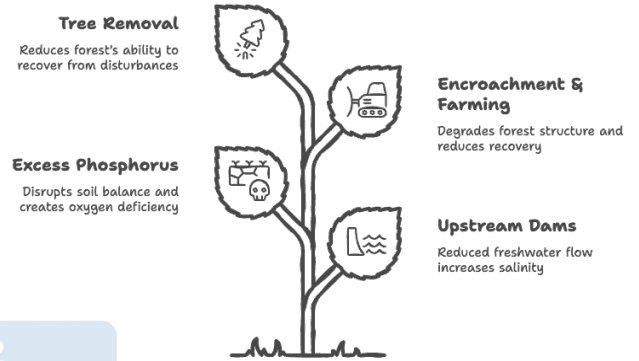 Tree Removal
Reduces forest's ability to
recover from disturbances
Encroachment &
Farming
Degrades forest structure and
reduces recovery
Excess Phosphorus
Disrupts soil balance and
creates oxygen deficiency
Upstream Dams
Reduced freshwater flow
increases salinity